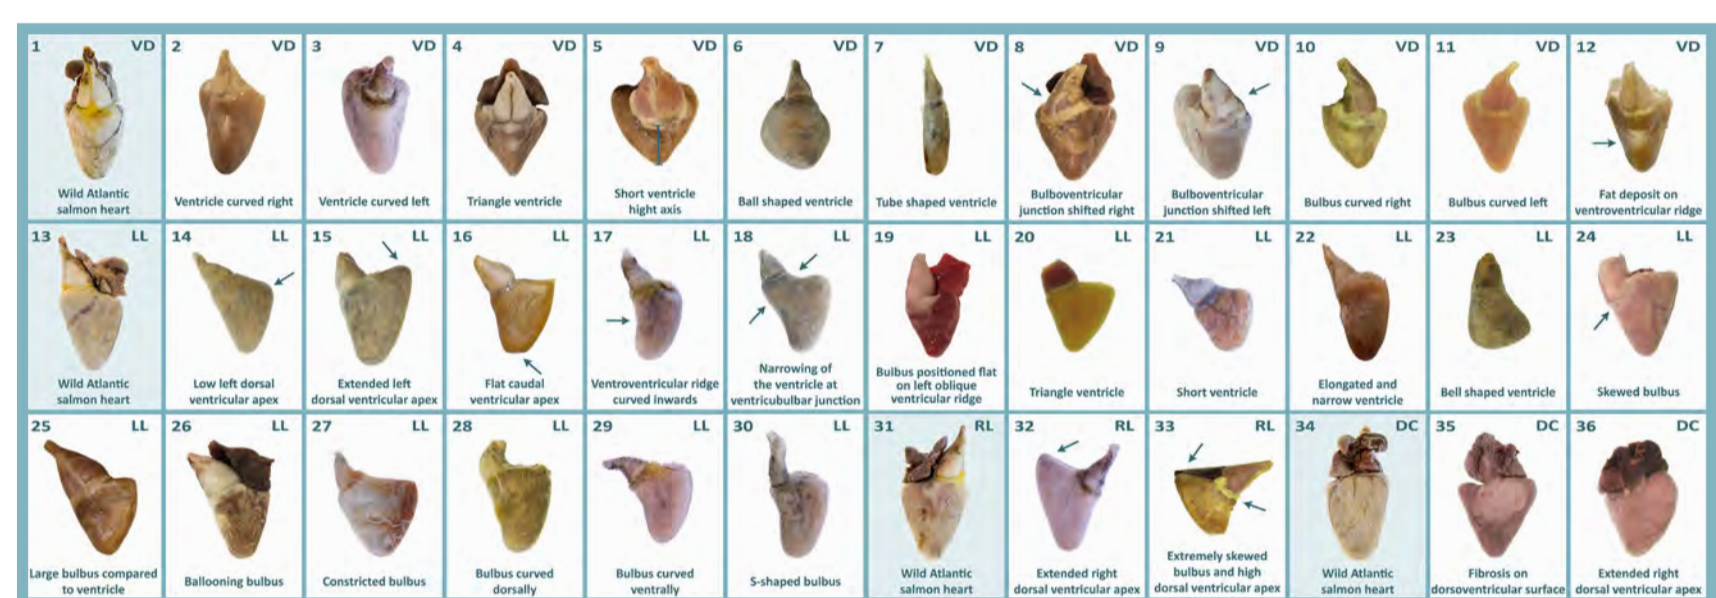 1 VD
Wild Atlantic
salmon heart
2 VD
Ventricle curved right
3 VD
Ventricle curved left
4 VD
Triangle ventricle
5 VD
Short ventricle
hight axis
6 VD
Ball shaped ventricle
7 VD
Tube shaped ventricle
8 VD
Bulboventricular
junction shifted right
9 VD
Bulboventricular
junction shifted left
10 VD
Bulbus curved right
11 VD
Bulbus curved left
12 VD
Fat deposit on
ventroventricular ridge
13 LL
Wild Atlantic
salmon heart
14 LL
Low left dorsal
ventricular apex
15 LL
Extended left
dorsal ventricular apex
16 LL
Flat caudal
ventricular apex
17 LL
Ventroventricular ridge
curved inwards
18 LL
Narrowing of
the ventricle at
ventricubulbar junction
19 LL
Bulbus positioned flat
on left oblique
ventricular ridge
20 LL
Triangle ventricle
21 LL
Short ventricle
22 LL
Elongated and
narrow ventricle
23 LL
Bell shaped ventricle
24 LL
Skewed bulbus
25 LL
Large bulbus compared
to ventricle
26 LL
Ballooning bulbus
27 LL
Constricted bulbus
28 LL
Bulbus curved
dorsally
29 LL
Bulbus curved
ventrally
30 LL
S-shaped bulbus
31 RL
Wild Atlantic
salmon heart
32 RL
Extended right
dorsal ventricular apex
33 RL
Extremely skewed
bulbus and high
dorsal ventricular apex
34 DC
Wild Atlantic
salmon heart
35 DC
Fibrosis on
dorsoventricular surface
36 DC
Extended right
dorsal ventricular apex